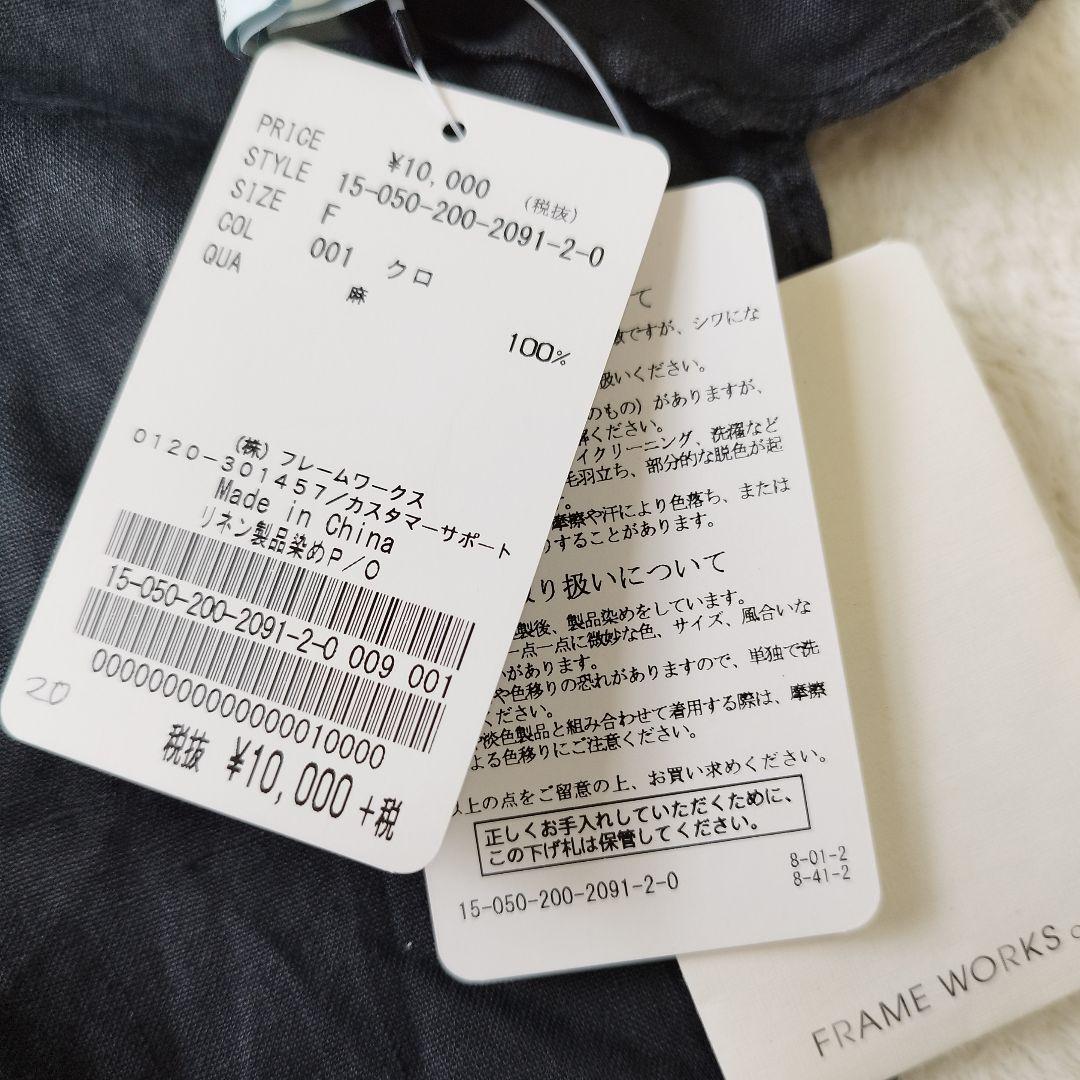 PRICE ¥10,000 (税抜)
STYLE 15-050-200-2091-2-0
SIZE F
COL 001 クロ
QUA 麻 100%
(株)フレームワークス
0120-301457/カスタマーサポート
Made in China
リネン製品染めP/O
15-050-200-2091-2-0 009 001
0000000000000010000
20
税抜 ¥10,000+税
て
ですが、シワにな
扱いください。
のもの)がありますが、
ください。
イクリーニング、洗濯など
毛羽立ち、部分的な脱色が起
。
摩擦や汗により色落ち、または
することがあります。
り扱いについて
製後、製品染めをしています。
一点一点に微妙な色、サイズ、風合いな
があります。
や色移りの恐れがありますので、単独で洗
ください。
淡色製品と組み合わせて着用する際は、摩擦
よる色移りにご注意ください。
以上の点をご留意の上、お買い求めください。
正しくお手入れしていただくために、
この下げ札は保管してください。
15-050-200-2091-2-0
8-01-2
8-41-2
FRAME WORKS